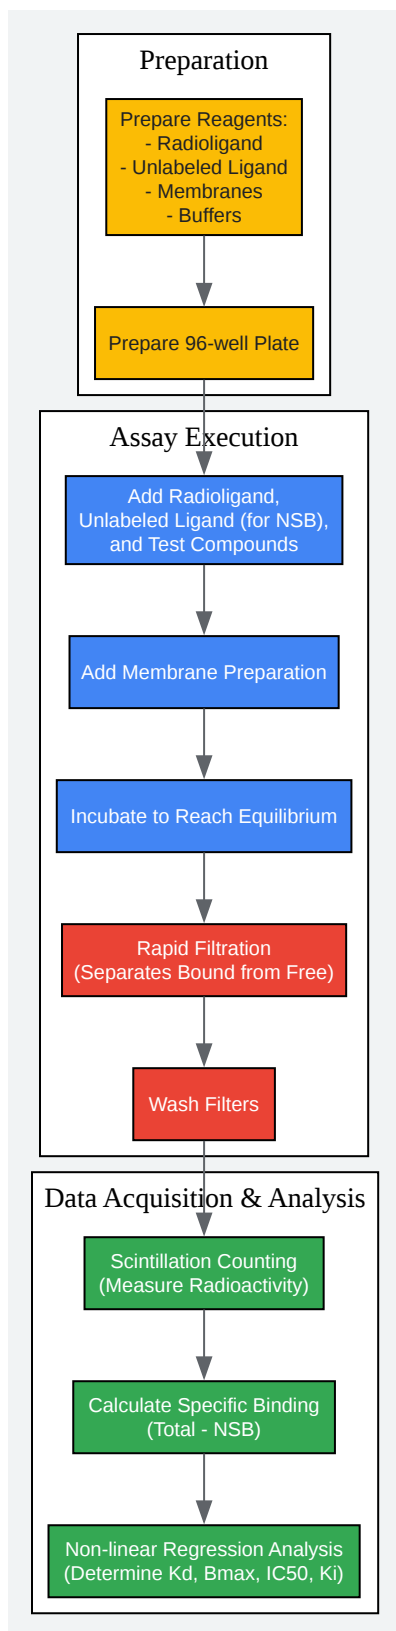 Preparation
Prepare Reagents:
- Radioligand
- Unlabeled Ligand
- Membranes
- Buffers
Prepare 96-well Plate
Assay Execution
Add Radioligand,
Unlabeled Ligand (for NSB),
and Test Compounds
Add Membrane Preparation
Incubate to Reach Equilibrium
Rapid Filtration
(Separates Bound from Free)
Wash Filters
Data Acquisition & Analysis
Scintillation Counting
(Measure Radioactivity)
Calculate Specific Binding
(Total - NSB)
Non-linear Regression Analysis
(Determine Kd, Bmax, IC50, Ki)